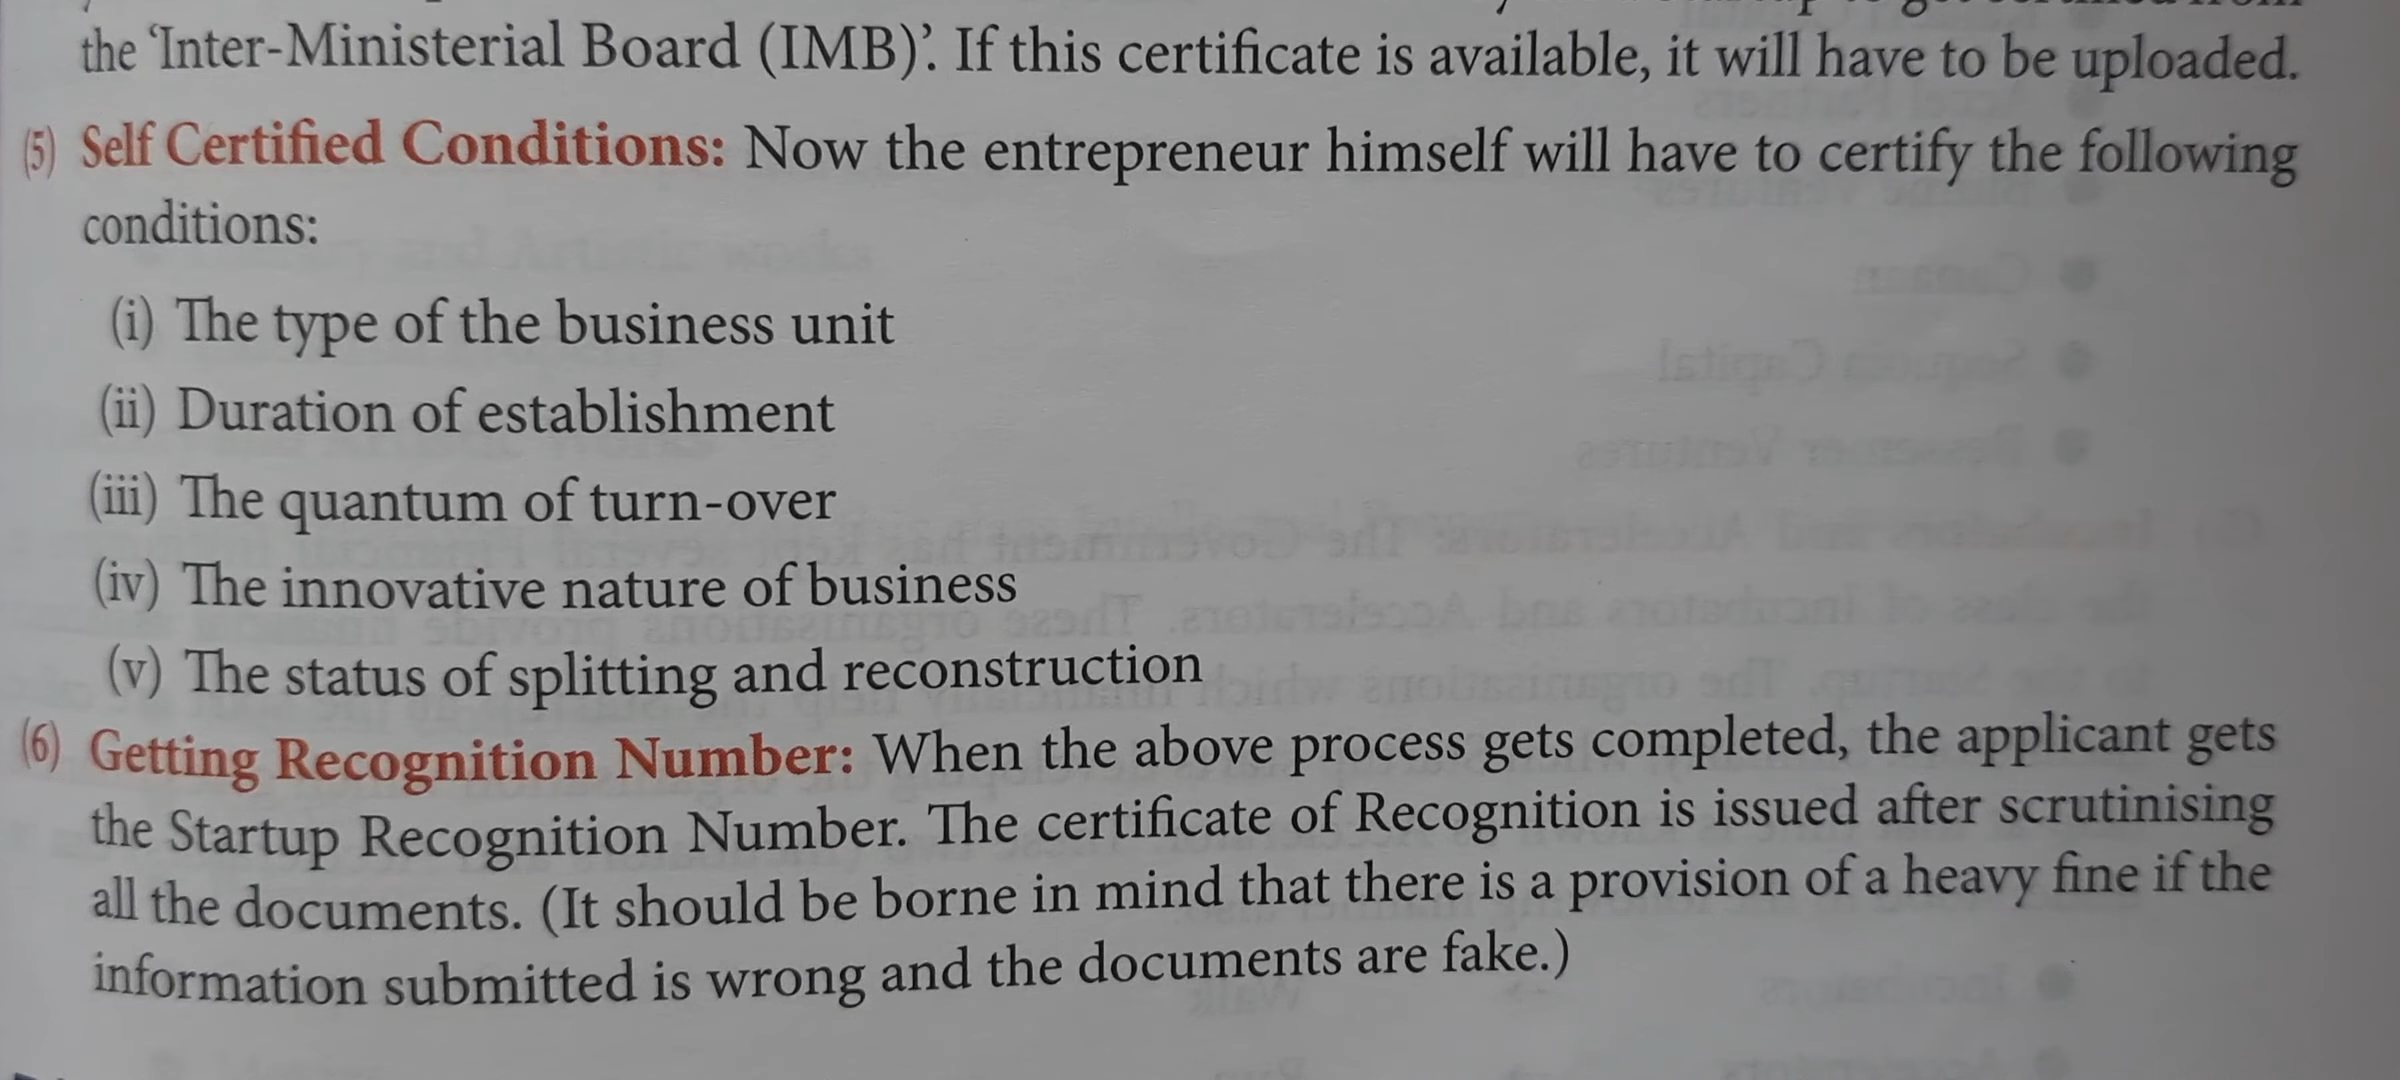 the ‘Inter-Ministerial Board (IMB)’. If this certificate is available, it will have to be uploaded.
(5) Self Certified Conditions: Now the entrepreneur himself will have to certify the following
conditions:
(i) The type of the business unit
(ii) Duration of establishment
(iii) The quantum of turn-over
(iv) The innovative nature of business
(v) The status of splitting and reconstruction
(6) Getting Recognition Number: When the above process gets completed, the applicant gets
the Startup Recognition Number. The certificate of Recognition is issued after scrutinising
all the documents. (It should be borne in mind that there is a provision of a heavy fine if the
information submitted is wrong and the documents are fake.)